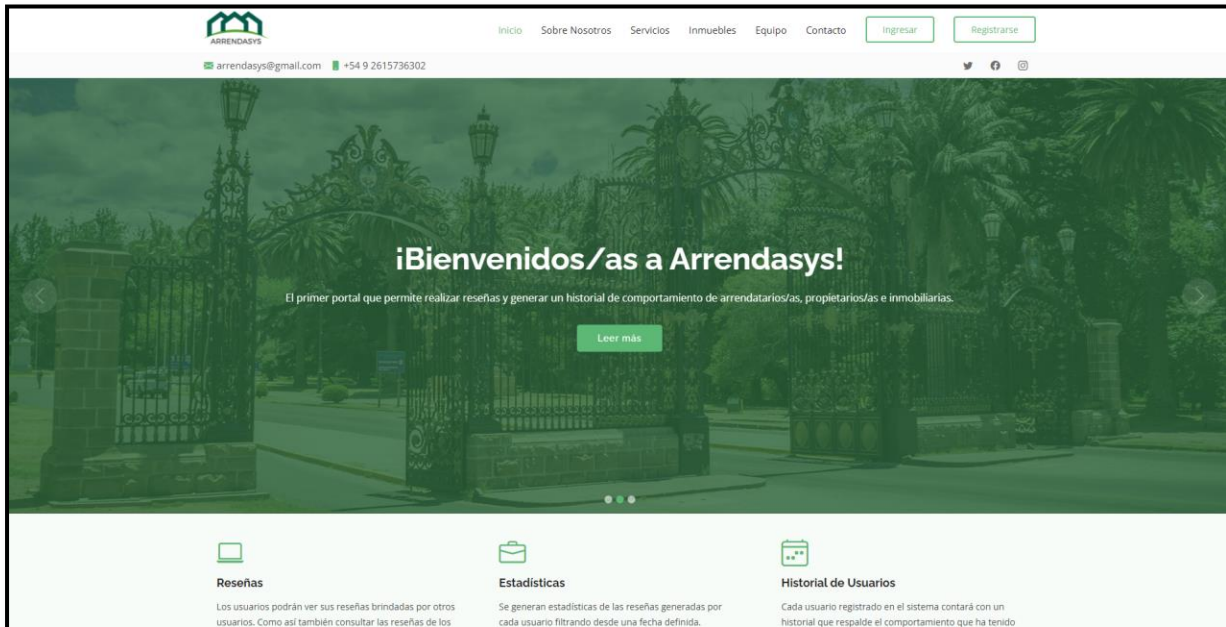 ARRENDASYS
Inicio Sobre Nosotros Servicios Inmuebles Equipo Contacto Ingresar Registrarse
arrendasys@gmail.com +54 9 2615736302
¡Bienvenidos/as a Arrendasys!
El primer portal que permite realizar reseñas y generar un historial de comportamiento de arrendatarios/as, propietarios/as e inmobiliarias.
Leer más
Reseñas
Los usuarios podrán ver sus reseñas brindadas por otros
usuarios. Como así también consultar las reseñas de los
Estadísticas
Se generan estadísticas de las reseñas generadas por
cada usuario filtrando desde una fecha definida.
Historial de Usuarios
Cada usuario registrado en el sistema contará con un
historial que respalde el comportamiento que ha tenido